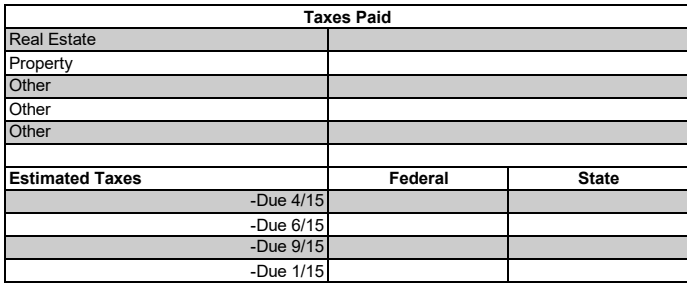 Taxes Paid
Real Estate
Property
Other
Other
Other
Estimated Taxes Federal State
-Due 4/15
-Due 6/15
-Due 9/15
-Due 1/15